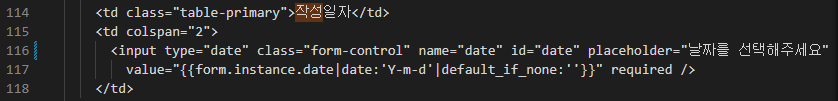 114 <td class="table-primary">작성일자</td>
115 <td colspan="2">
116 <input type="date" class="form-control" name="date" id="date" placeholder="날짜를 선택해주세요"
117 value="{{form.instance.date|date:'Y-m-d'|default_if_none:''}}" required />
118 </td>